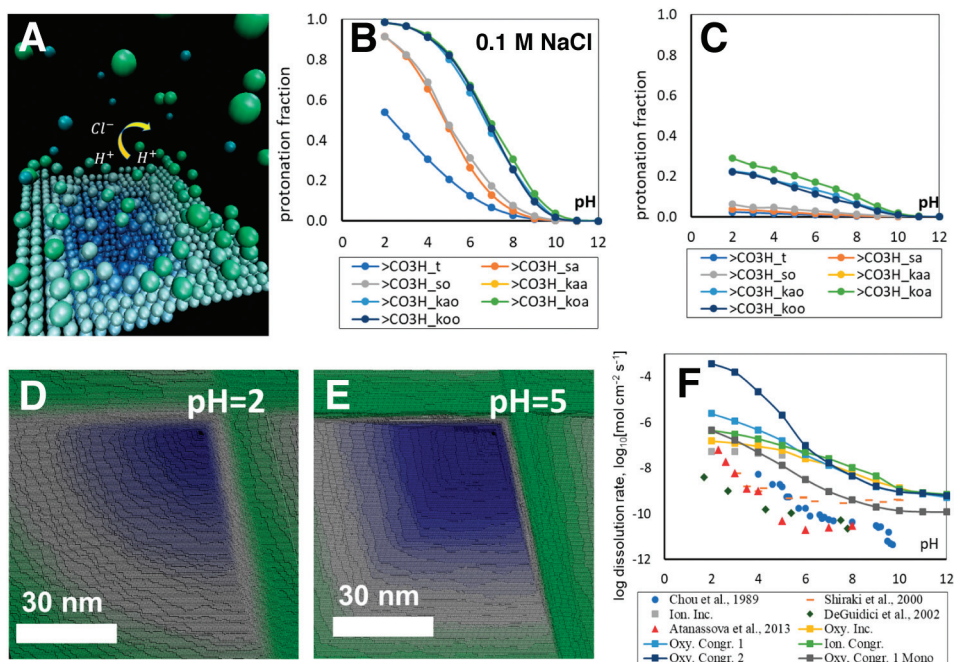 A
Cl⁻
H⁺ H⁺
B
0.1 M NaCl
protonation fraction
1.0
0.8
0.6
0.4
0.2
0.0
pH
0 2 4 6 8 10 12
>CO3H_t >CO3H_sa
>CO3H_so >CO3H_kaa
>CO3H_kao >CO3H_koa
>CO3H_koo
C
protonation fraction
1.0
0.8
0.6
0.4
0.2
0.0
pH
0 2 4 6 8 10 12
>CO3H_t >CO3H_sa
>CO3H_so >CO3H_kaa
>CO3H_kao >CO3H_koa
>CO3H_koo
D
pH=2
30 nm
E
pH=5
30 nm
F
log dissolution rate, log₁₀[mol cm⁻² s⁻¹]
-4
-6
-8
-10
-12
pH
0 2 4 6 8 10 12
Chou et al., 1989 Shiraki et al., 2000
Ion. Inc. DeGuidici et al., 2002
Atanassova et al., 2013 Oxy. Inc.
Oxy. Congr. 1 Ion. Congr.
Oxy. Congr. 2 Oxy. Congr. 1 Mono